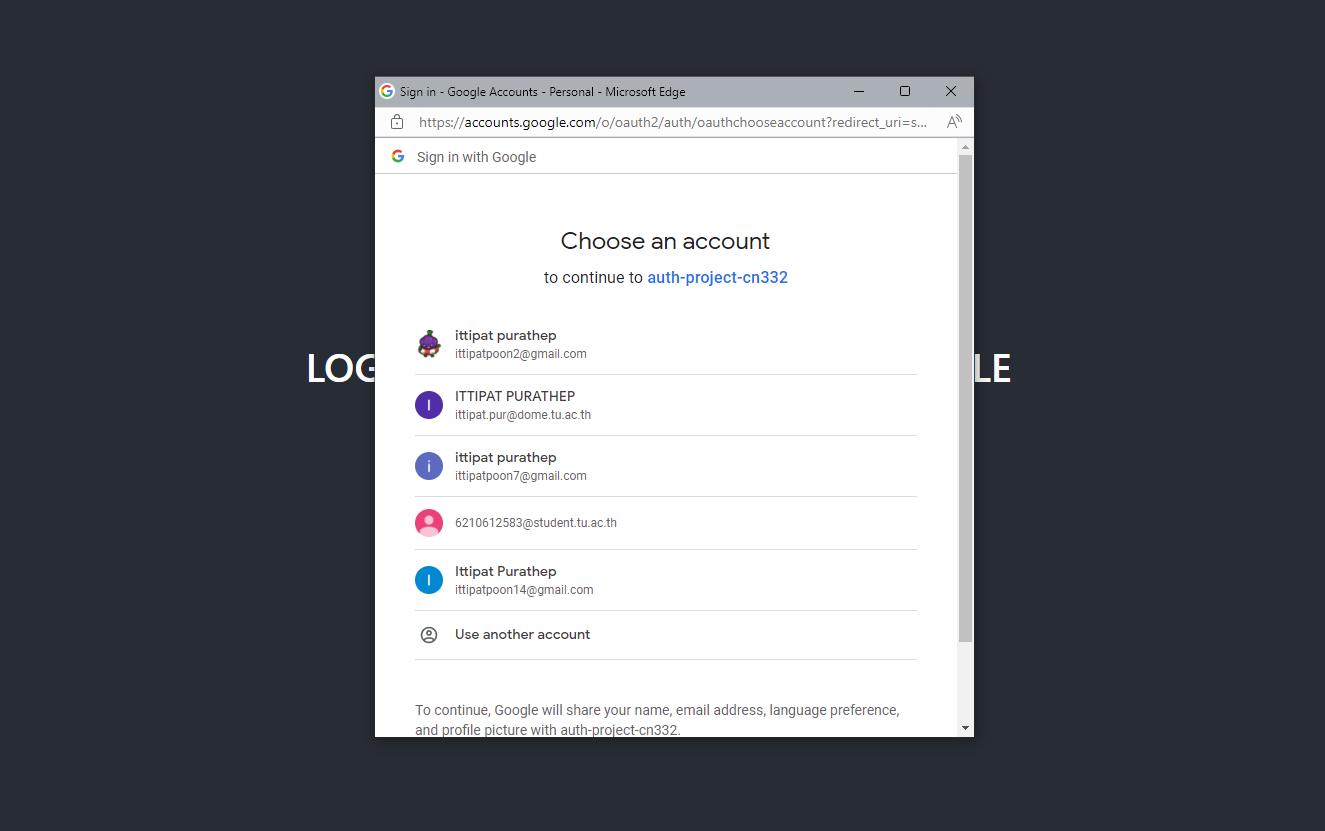 Sign in - Google Accounts - Personal - Microsoft Edge
https://accounts.google.com/o/oauth2/auth/oauthchooseaccount?redirect_uri=s...
Sign in with Google
Choose an account
to continue to auth-project-cn332
ittipat purathep
ittipatpoon2@gmail.com
LOG
LE
I
ITTIPAT PURATHEP
ittipat.pur@dome.tu.ac.th
i
ittipat purathep
ittipatpoon7@gmail.com
6210612583@student.tu.ac.th
I
Ittipat Purathep
ittipatpoon14@gmail.com
Use another account
To continue, Google will share your name, email address, language preference,
and profile picture with auth-project-cn332.